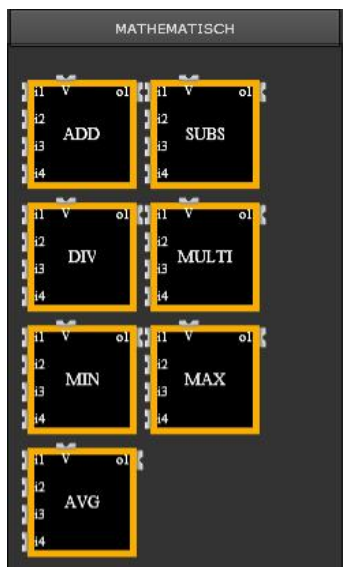 MATHEMATISCH
i1 V o1 i1 V o1
i2 i2
ADD SUBS
i3 i3
i4 i4
i1 V o1 i1 V o1
i2 i2
DIV MULTI
i3 i3
i4 i4
i1 V o1 i1 V o1
i2 i2
MIN MAX
i3 i3
i4 i4
i1 V o1
i2
AVG
i3
i4